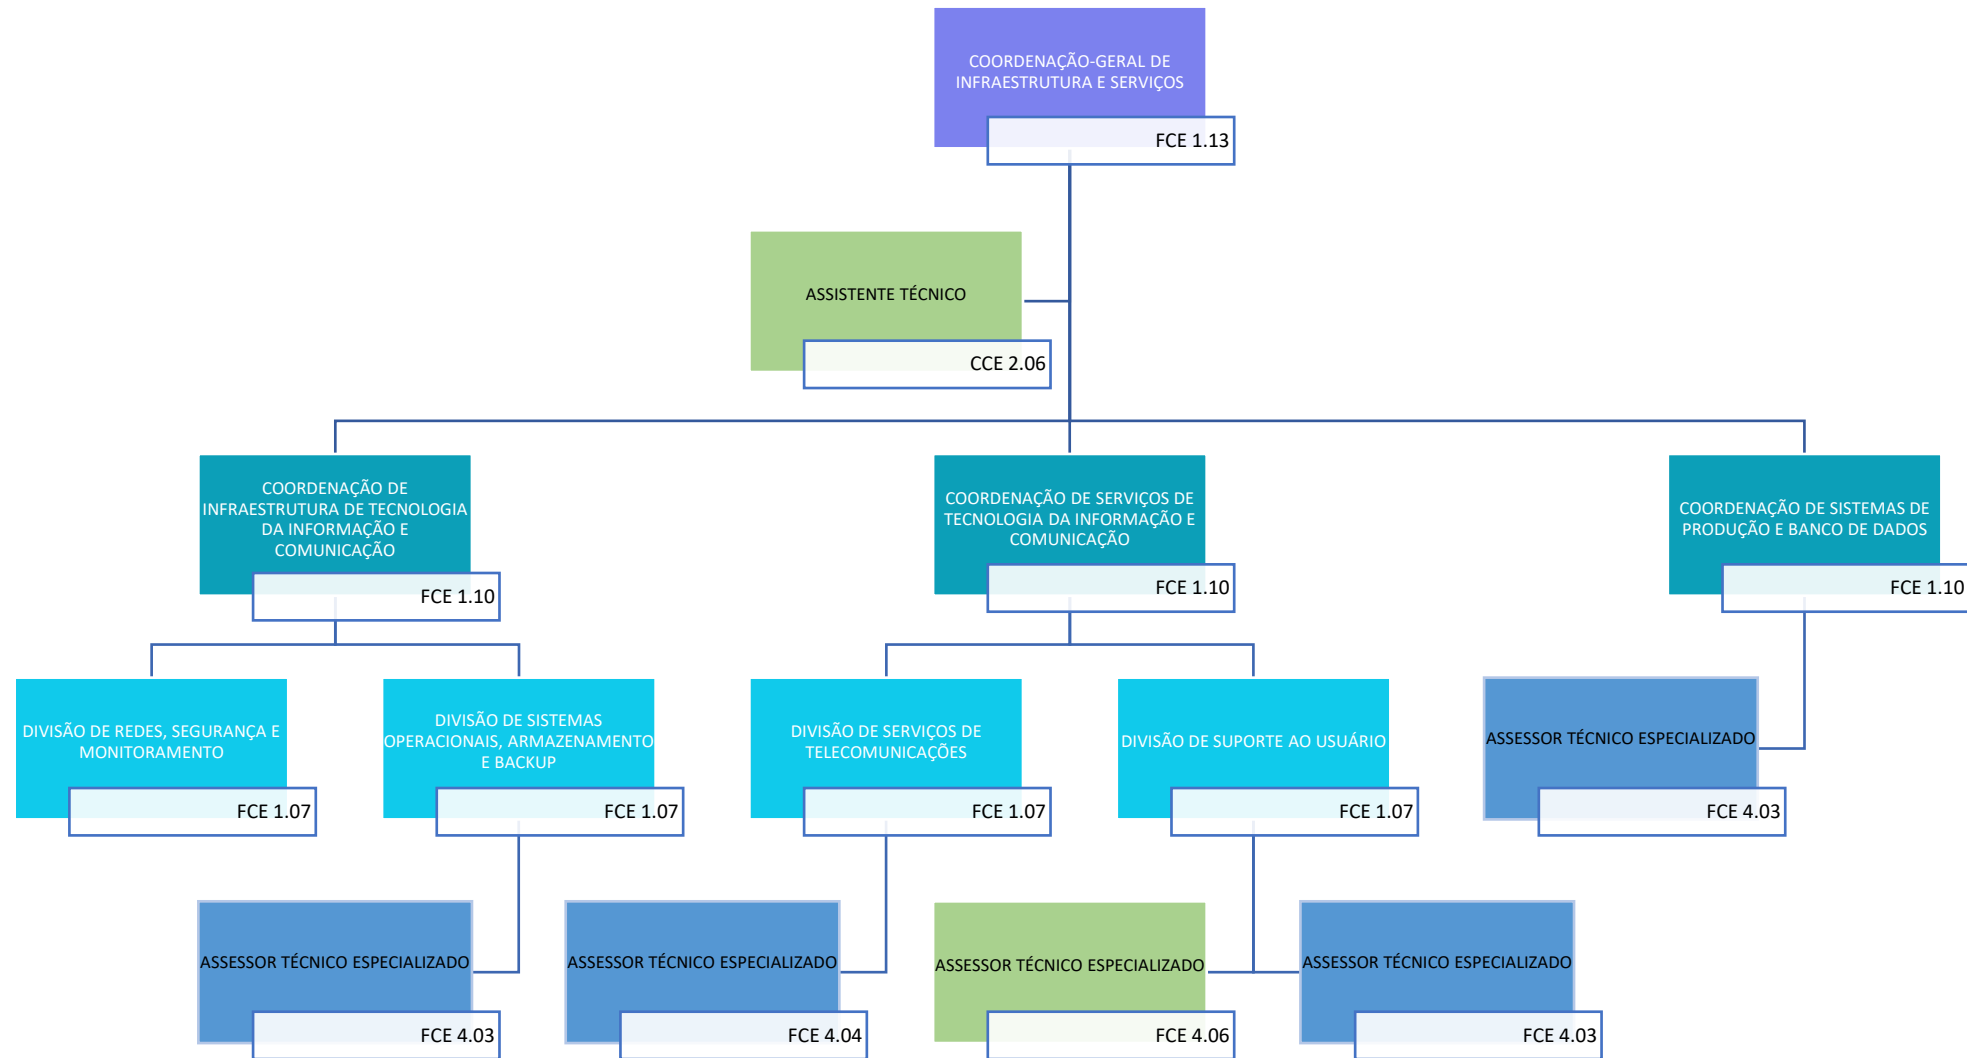 COORDENAÇÃO-GERAL DE
INFRAESTRUTURA E SERVIÇOS
FCE 1.13
ASSISTENTE TÉCNICO
CCE 2.06
COORDENAÇÃO DE
INFRAESTRUTURA DE TECNOLOGIA
DA INFORMAÇÃO E
COMUNICAÇÃO
FCE 1.10
COORDENAÇÃO DE SERVIÇOS DE
TECNOLOGIA DA INFORMAÇÃO E
COMUNICAÇÃO
FCE 1.10
COORDENAÇÃO DE SISTEMAS DE
PRODUÇÃO E BANCO DE DADOS
FCE 1.10
DIVISÃO DE REDES, SEGURANÇA E
MONITORAMENTO
FCE 1.07
DIVISÃO DE SISTEMAS
OPERACIONAIS, ARMAZENAMENTO
E BACKUP
FCE 1.07
DIVISÃO DE SERVIÇOS DE
TELECOMUNICAÇÕES
FCE 1.07
DIVISÃO DE SUPORTE AO USUÁRIO
FCE 1.07
ASSESSOR TÉCNICO ESPECIALIZADO
FCE 4.03
ASSESSOR TÉCNICO ESPECIALIZADO
FCE 4.03
ASSESSOR TÉCNICO ESPECIALIZADO
FCE 4.04
ASSESSOR TÉCNICO ESPECIALIZADO
FCE 4.06
ASSESSOR TÉCNICO ESPECIALIZADO
FCE 4.03